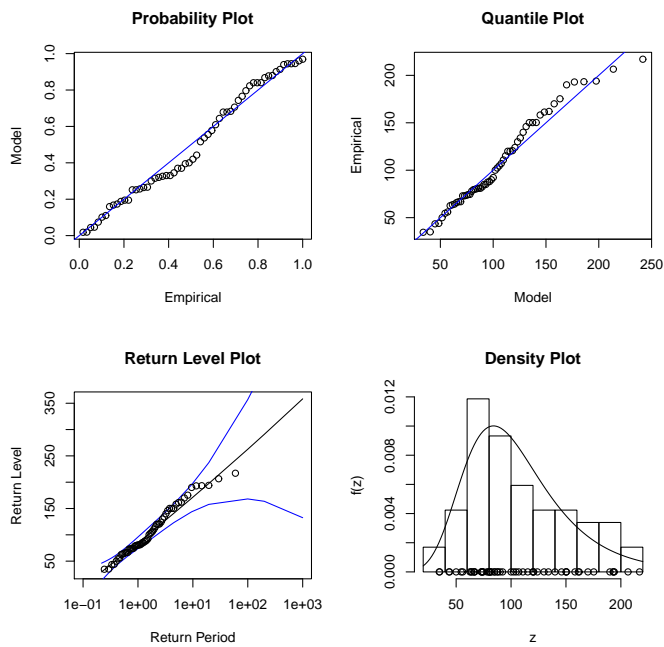 Probability Plot
1.0
0.8
0.6
0.4
0.2
0.0
Model
0.0 0.2 0.4 0.6 0.8 1.0
Empirical
Quantile Plot
200
150
100
50
Empirical
50 100 150 200 250
Model
Return Level Plot
350
250
150
50
Return Level
1e−01 1e+00 1e+01 1e+02 1e+03
Return Period
Density Plot
0.012
0.008
0.004
0.000
f(z)
50 100 150 200
z